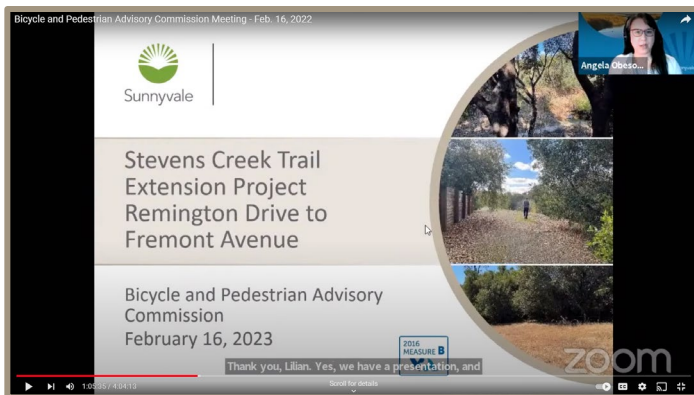 Bicycle and Pedestrian Advisory Commission Meeting - Feb. 16, 2022
Angela Obeso...
Sunnyvale
Stevens Creek Trail
Extension Project
Remington Drive to
Fremont Avenue
Bicycle and Pedestrian Advisory
Commission
February 16, 2023
2016
MEASURE B
Thank you, Lilian. Yes, we have a presentation, and
zoom
1:05:35 / 4:04:13
Scroll for details
CC